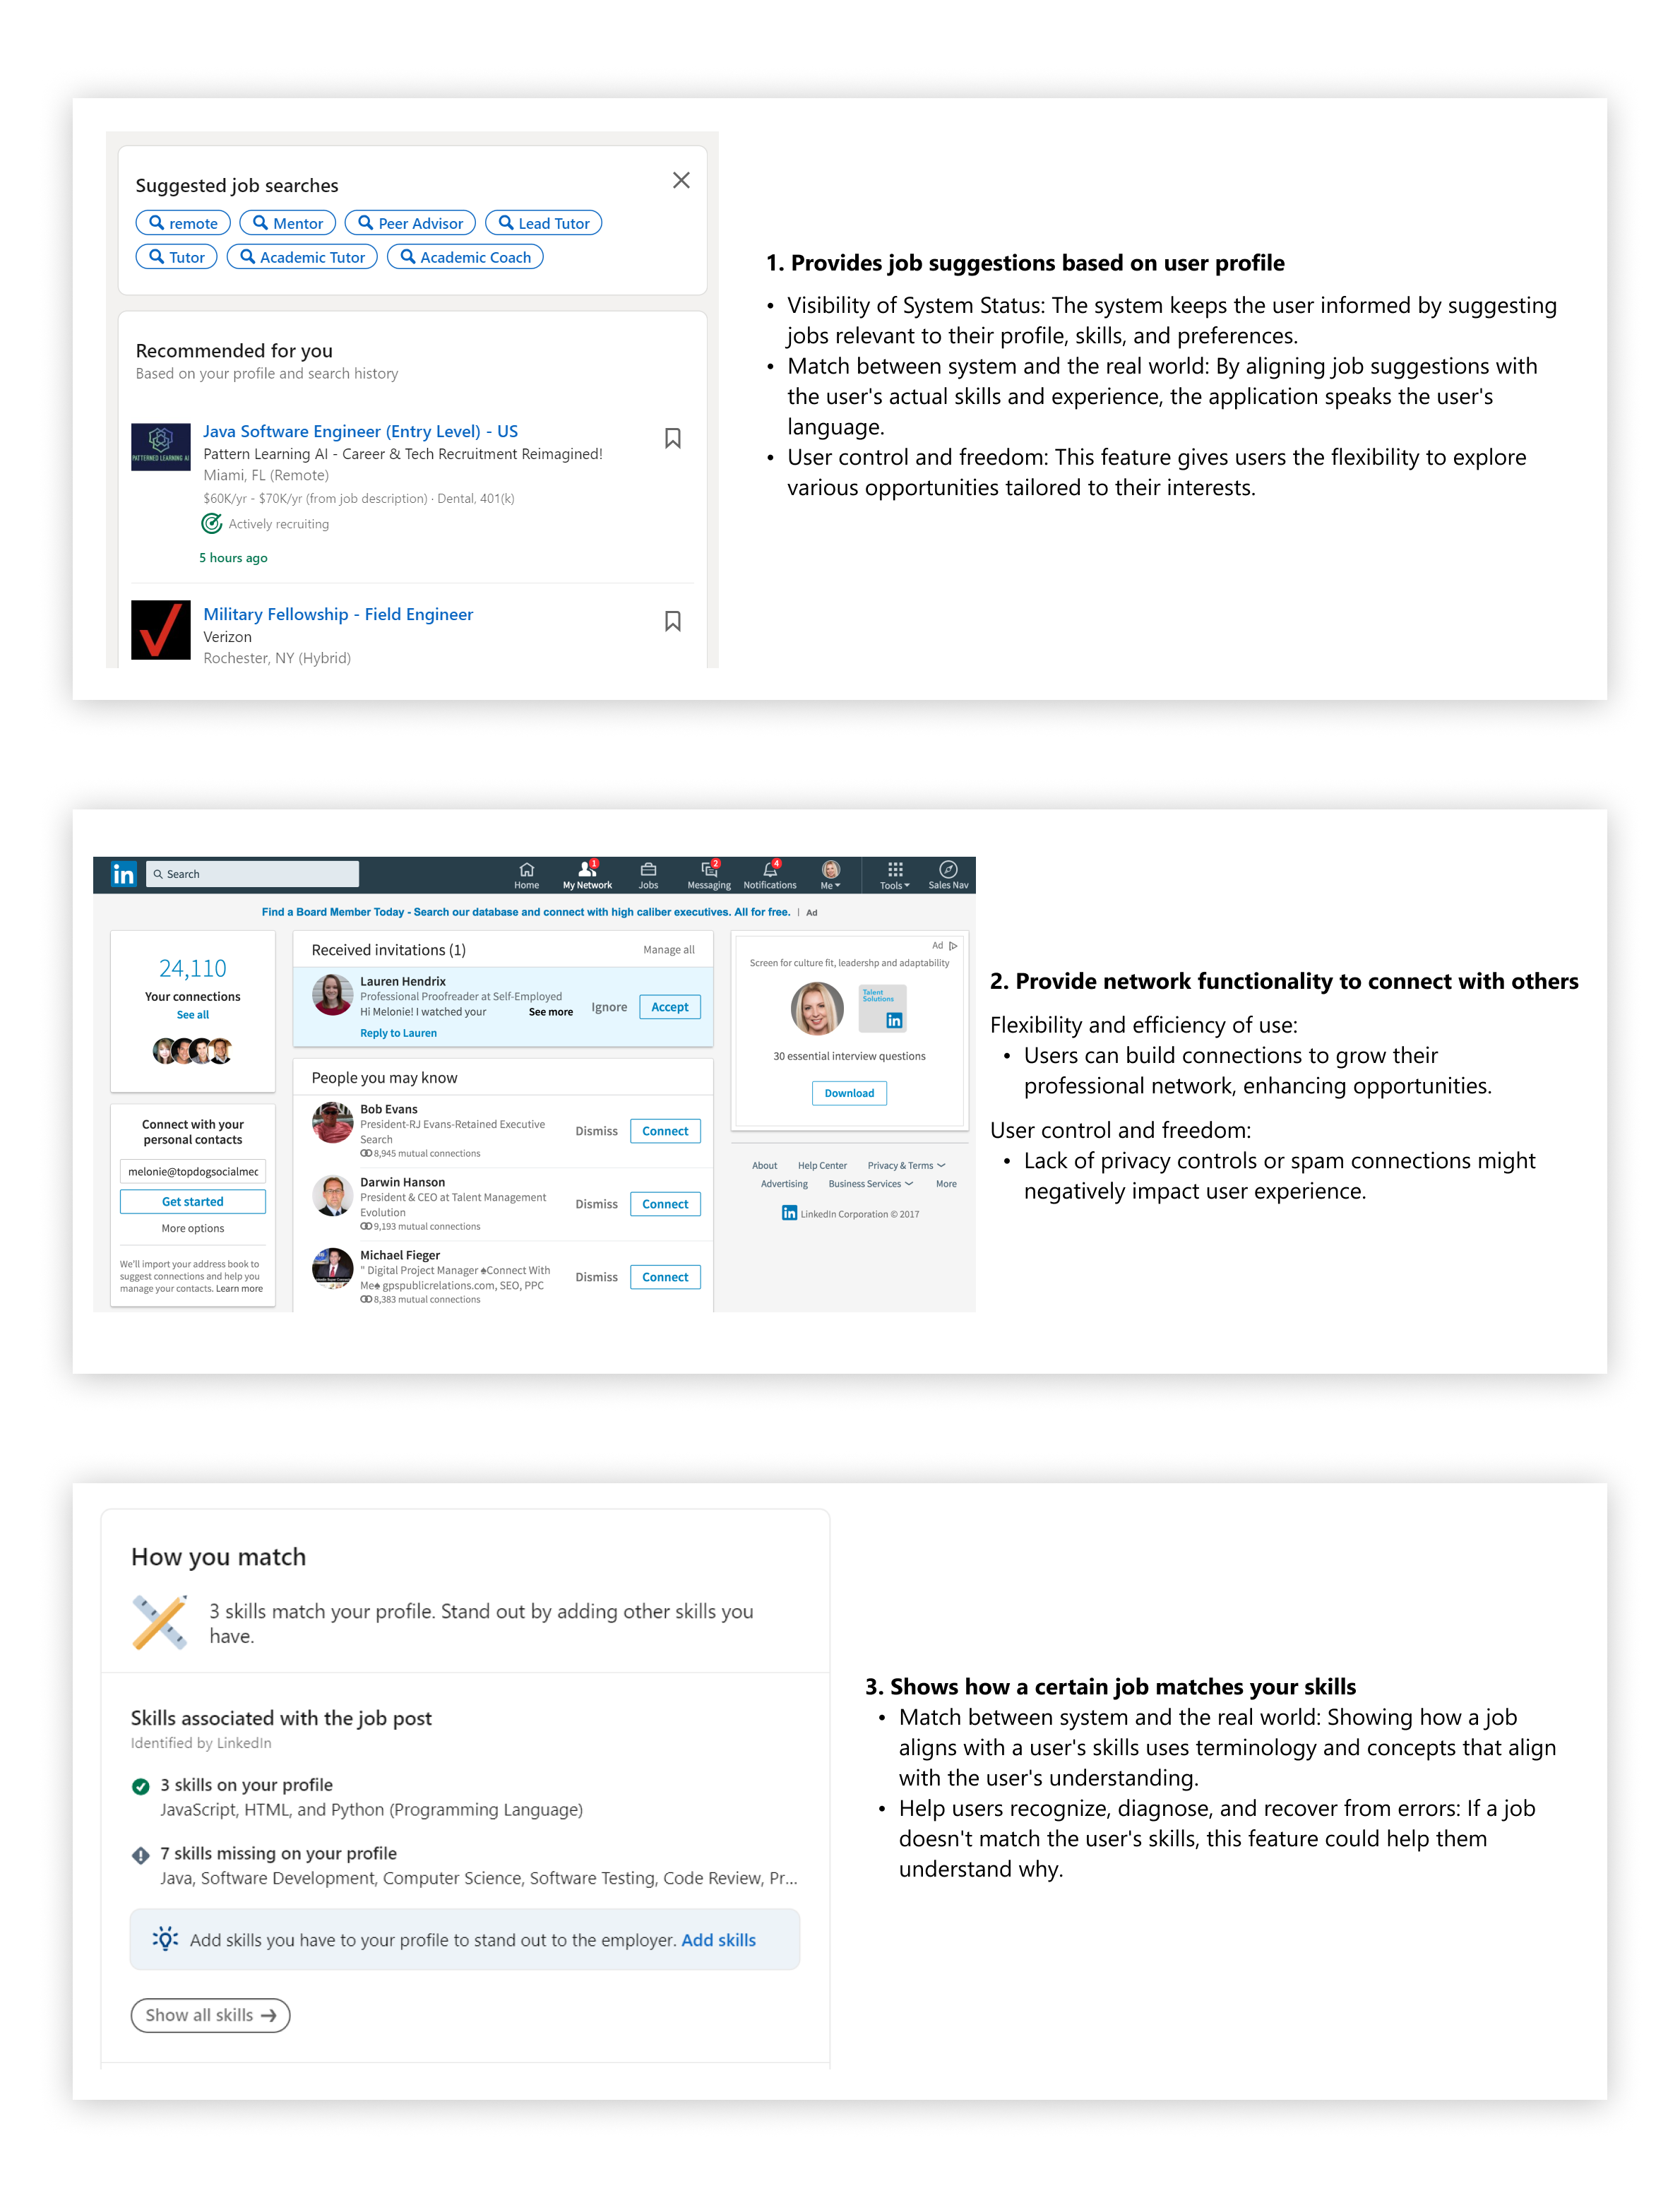 Suggested job searches
remote
Mentor
Peer Advisor
Lead Tutor
Tutor
Academic Tutor
Academic Coach
Recommended for you
Based on your profile and search history
PATTERNED LEARNING AI
Java Software Engineer (Entry Level) - US
Pattern Learning AI - Career & Tech Recruitment Reimagined!
Miami, FL (Remote)
$60K/yr - $70K/yr (from job description) · Dental, 401(k)
Actively recruiting
5 hours ago
Military Fellowship - Field Engineer
Verizon
Rochester, NY (Hybrid)
1. Provides job suggestions based on user profile
• Visibility of System Status: The system keeps the user informed by suggesting
jobs relevant to their profile, skills, and preferences.
• Match between system and the real world: By aligning job suggestions with
the user's actual skills and experience, the application speaks the user's
language.
• User control and freedom: This feature gives users the flexibility to explore
various opportunities tailored to their interests.
in
Search
Home
1
My Network
Jobs
2
Messaging
4
Notifications
Me
Tools
Sales Nav
Find a Board Member Today - Search our database and connect with high caliber executives. All for free. | Ad
24,110
Your connections
See all
Connect with your
personal contacts
melonie@topdogsocialmec
Get started
More options
We'll import your address book to
suggest connections and help you
manage your contacts. Learn more
Received invitations (1)
Manage all
Lauren Hendrix
Professional Proofreader at Self-Employed
Hi Melonie! I watched your
See more
Reply to Lauren
Ignore
Accept
People you may know
Bob Evans
President-RJ Evans-Retained Executive
Search
8,945 mutual connections
Dismiss
Connect
Darwin Hanson
President & CEO at Talent Management
Evolution
9,193 mutual connections
Dismiss
Connect
Michael Fieger
" Digital Project Manager ♠Connect With
Me♠ gpspublicrelations.com, SEO, PPC
8,383 mutual connections
Dismiss
Connect
Ad
Screen for culture fit, leadershp and adaptability
Talent
Solutions
in
30 essential interview questions
Download
About
Help Center
Privacy & Terms
Advertising
Business Services
More
in LinkedIn Corporation © 2017
2. Provide network functionality to connect with others
Flexibility and efficiency of use:
• Users can build connections to grow their
professional network, enhancing opportunities.
User control and freedom:
• Lack of privacy controls or spam connections might
negatively impact user experience.
How you match
3 skills match your profile. Stand out by adding other skills you
have.
Skills associated with the job post
Identified by LinkedIn
3 skills on your profile
JavaScript, HTML, and Python (Programming Language)
7 skills missing on your profile
Java, Software Development, Computer Science, Software Testing, Code Review, Pr...
Add skills you have to your profile to stand out to the employer. Add skills
Show all skills →
3. Shows how a certain job matches your skills
• Match between system and the real world: Showing how a job
aligns with a user's skills uses terminology and concepts that align
with the user's understanding.
• Help users recognize, diagnose, and recover from errors: If a job
doesn't match the user's skills, this feature could help them
understand why.